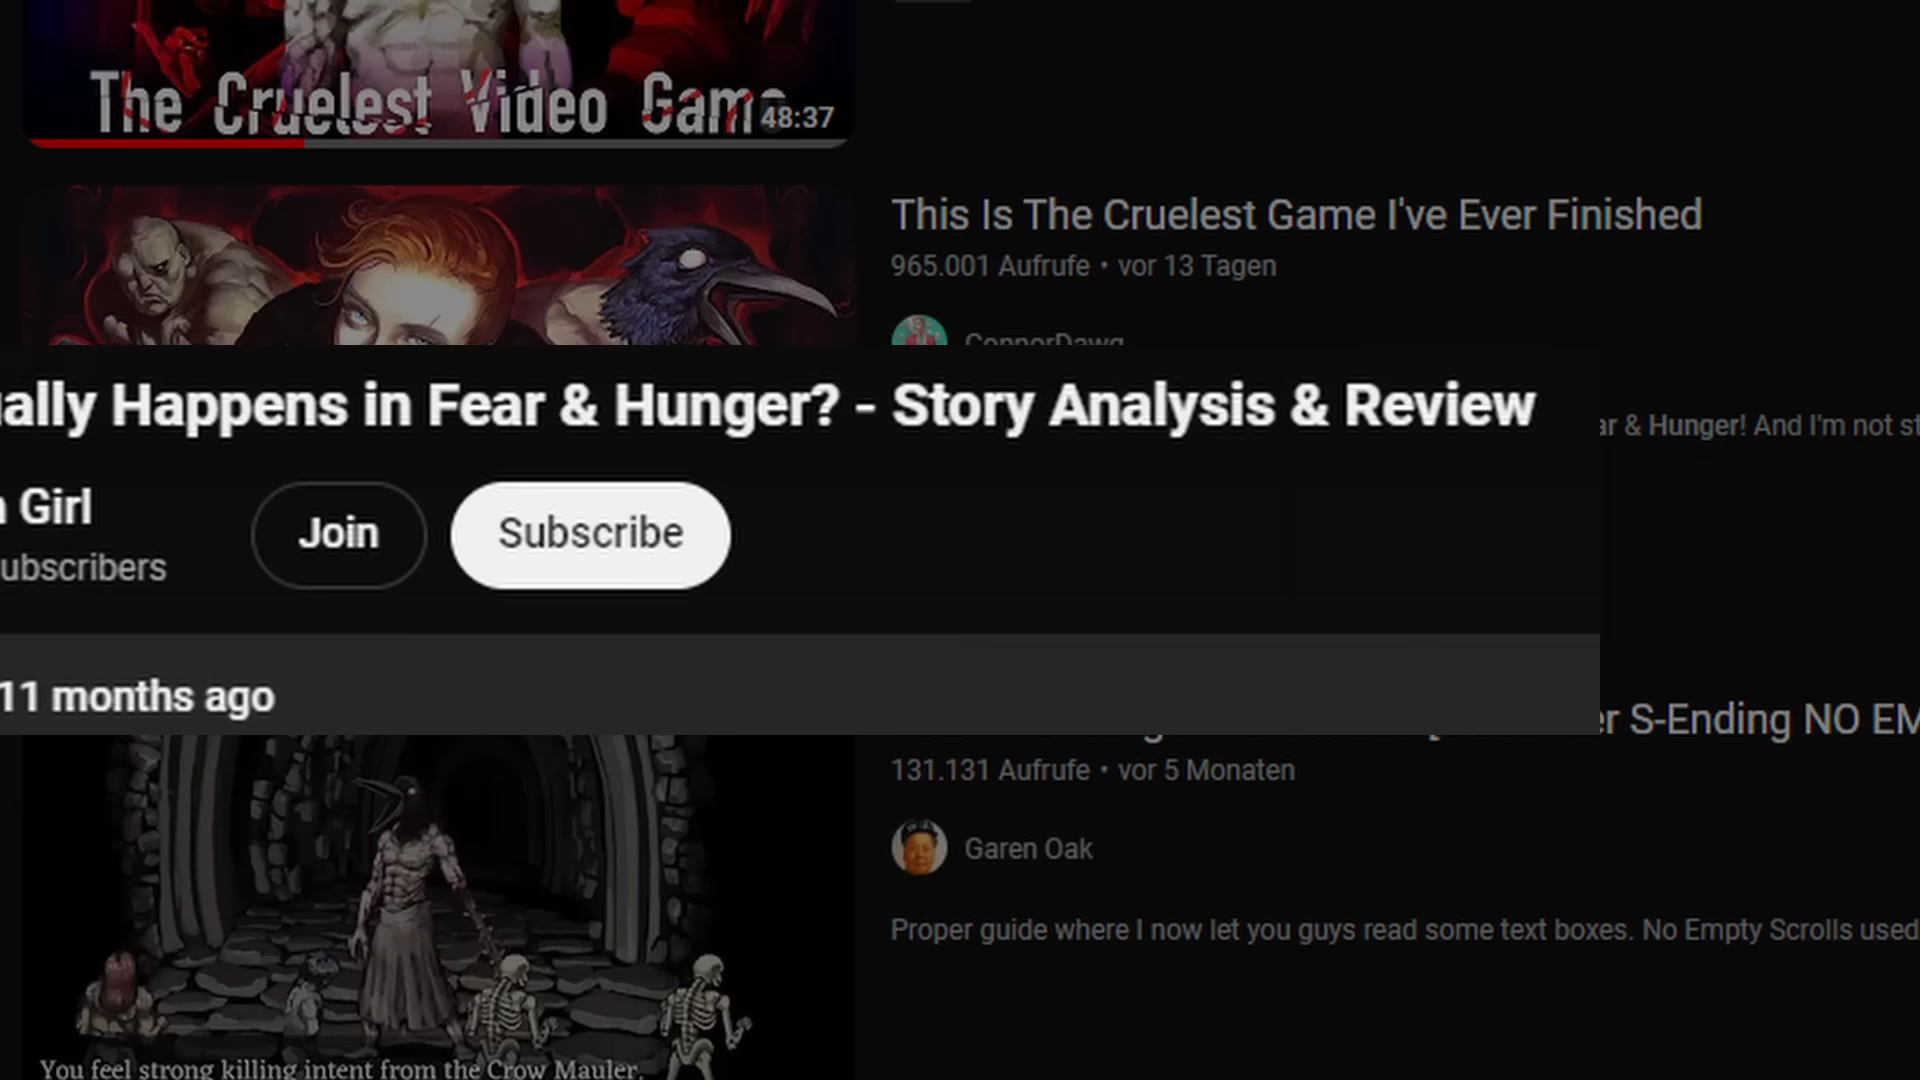 The Cruelest Video Game
48:37
This Is The Cruelest Game I've Ever Finished
965.001 Aufrufe • vor 13 Tagen
ConnorDawg
ally Happens in Fear & Hunger? - Story Analysis & Review
ar & Hunger! And I'm not st
Girl
Join
Subscribe
ubscribers
11 months ago
er S-Ending NO EM
131.131 Aufrufe • vor 5 Monaten
Garen Oak
Proper guide where I now let you guys read some text boxes. No Empty Scrolls used
You feel strong killing intent from the Crow Mauler.